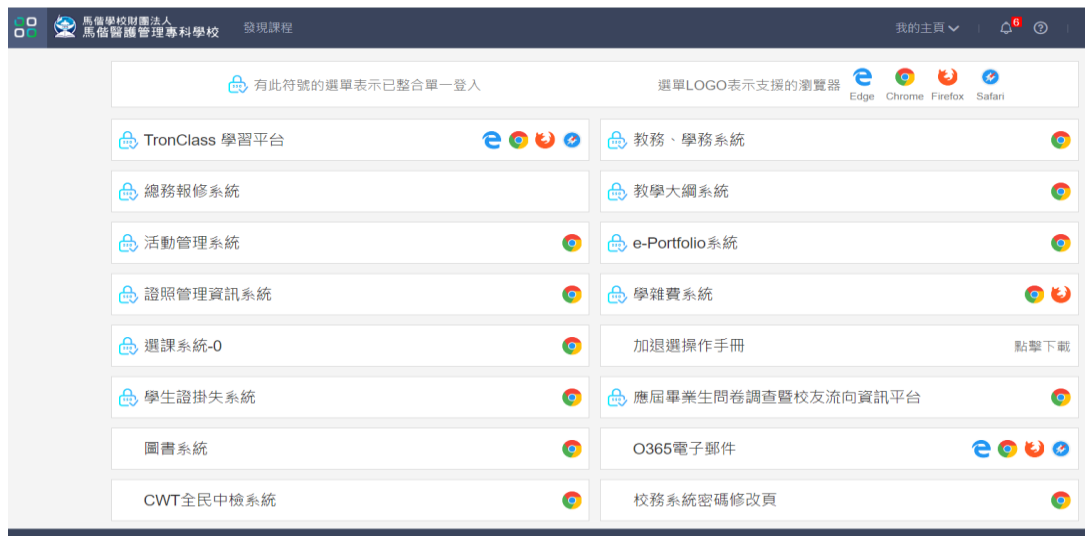 馬偕學校財團法人
馬偕醫護管理專科學校
發現課程
我的主頁
6
有此符號的選單表示已整合單一登入
選單LOGO表示支援的瀏覽器
Edge Chrome Firefox Safari
TronClass 學習平台
教務、學務系統
總務報修系統
教學大綱系統
活動管理系統
e-Portfolio系統
證照管理資訊系統
學雜費系統
選課系統-0
加退選操作手冊 點擊下載
學生證掛失系統
應屆畢業生問卷調查暨校友流向資訊平台
圖書系統
O365電子郵件
CWT全民中檢系統
校務系統密碼修改頁